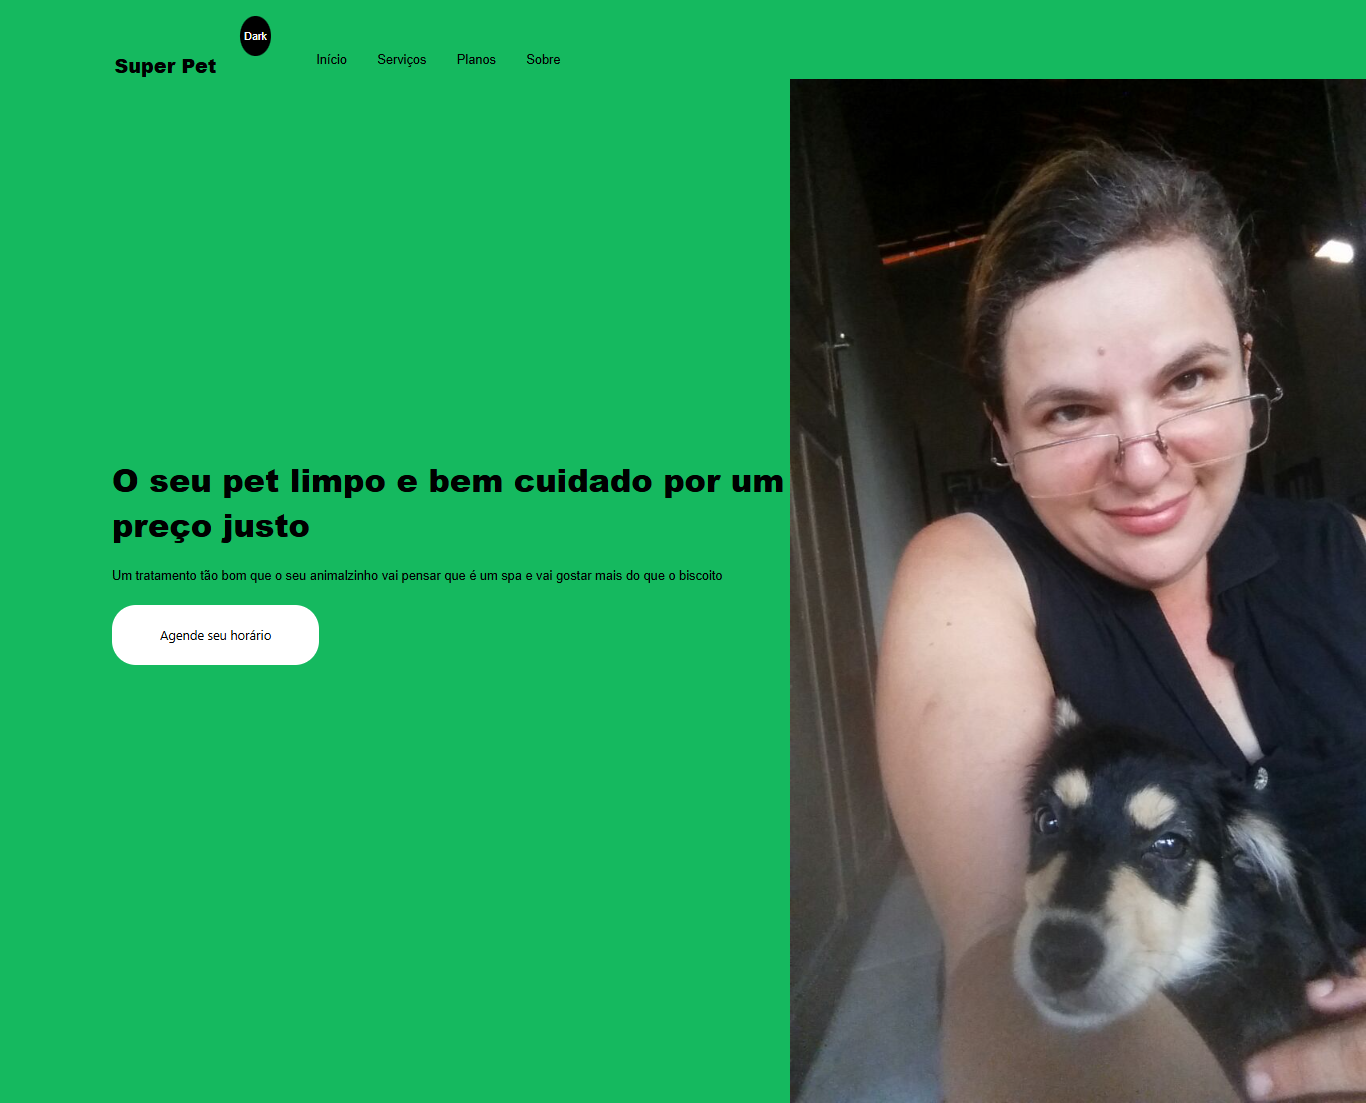 Dark
Super Pet
Início
Serviços
Planos
Sobre
O seu pet limpo e bem cuidado por um
preço justo
Um tratamento tão bom que o seu animalzinho vai pensar que é um spa e vai gostar mais do que o biscoito
Agende seu horário